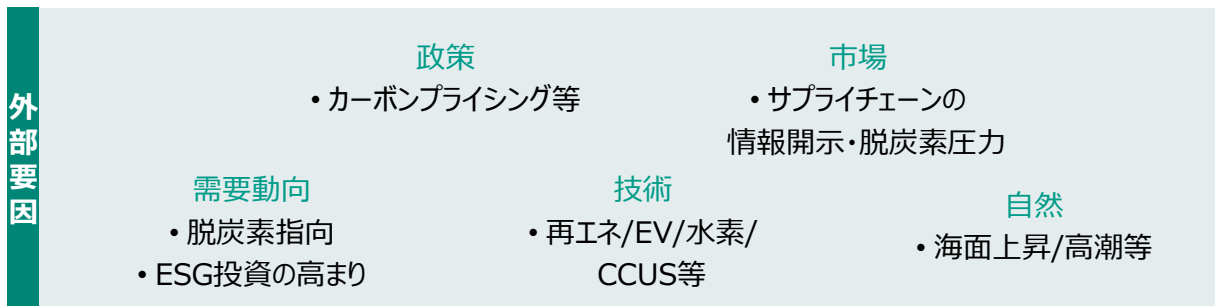 外部要因
政策
• カーボンプライシング等
市場
• サプライチェーンの
情報開示・脱炭素圧力
需要動向
• 脱炭素指向
• ESG投資の高まり
技術
• 再エネ/EV/水素/
CCUS等
自然
• 海面上昇/高潮等